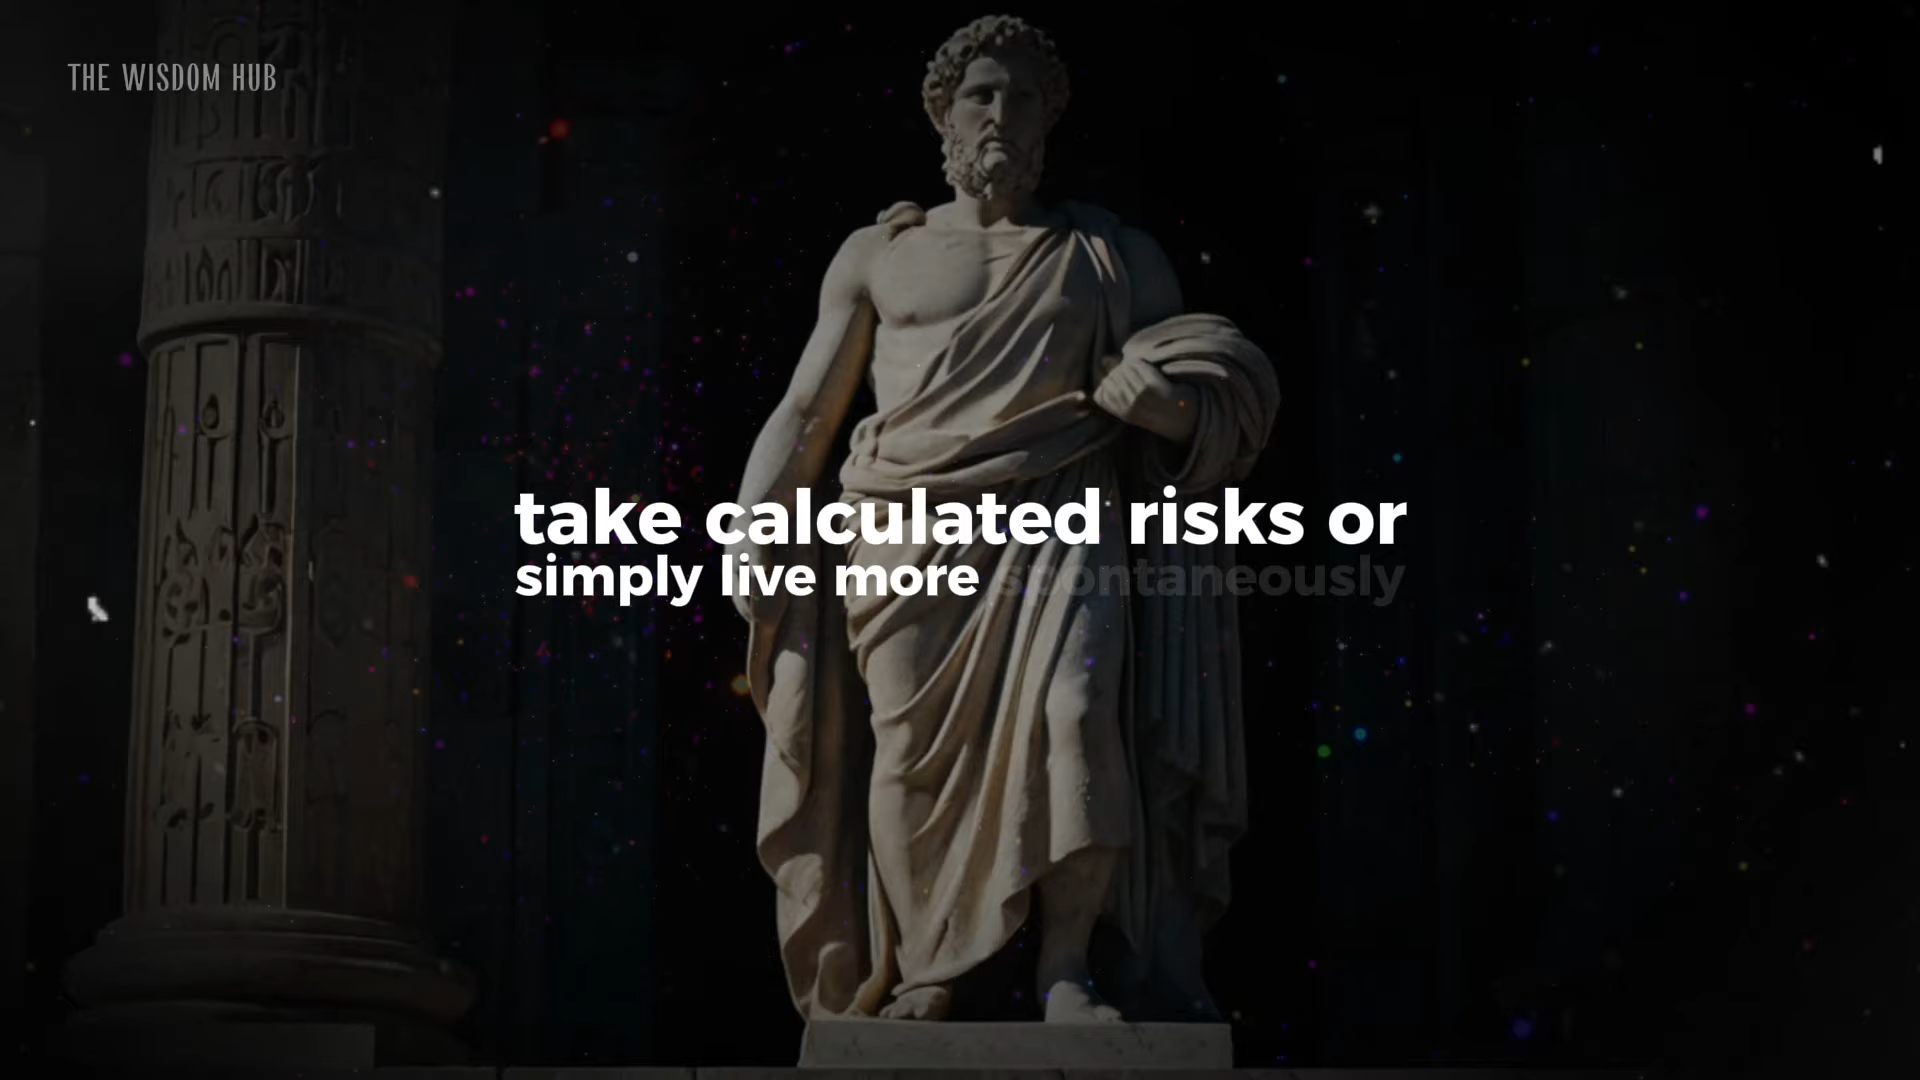 THE WISDOM HUB
take calculated risks or
simply live more spontaneously